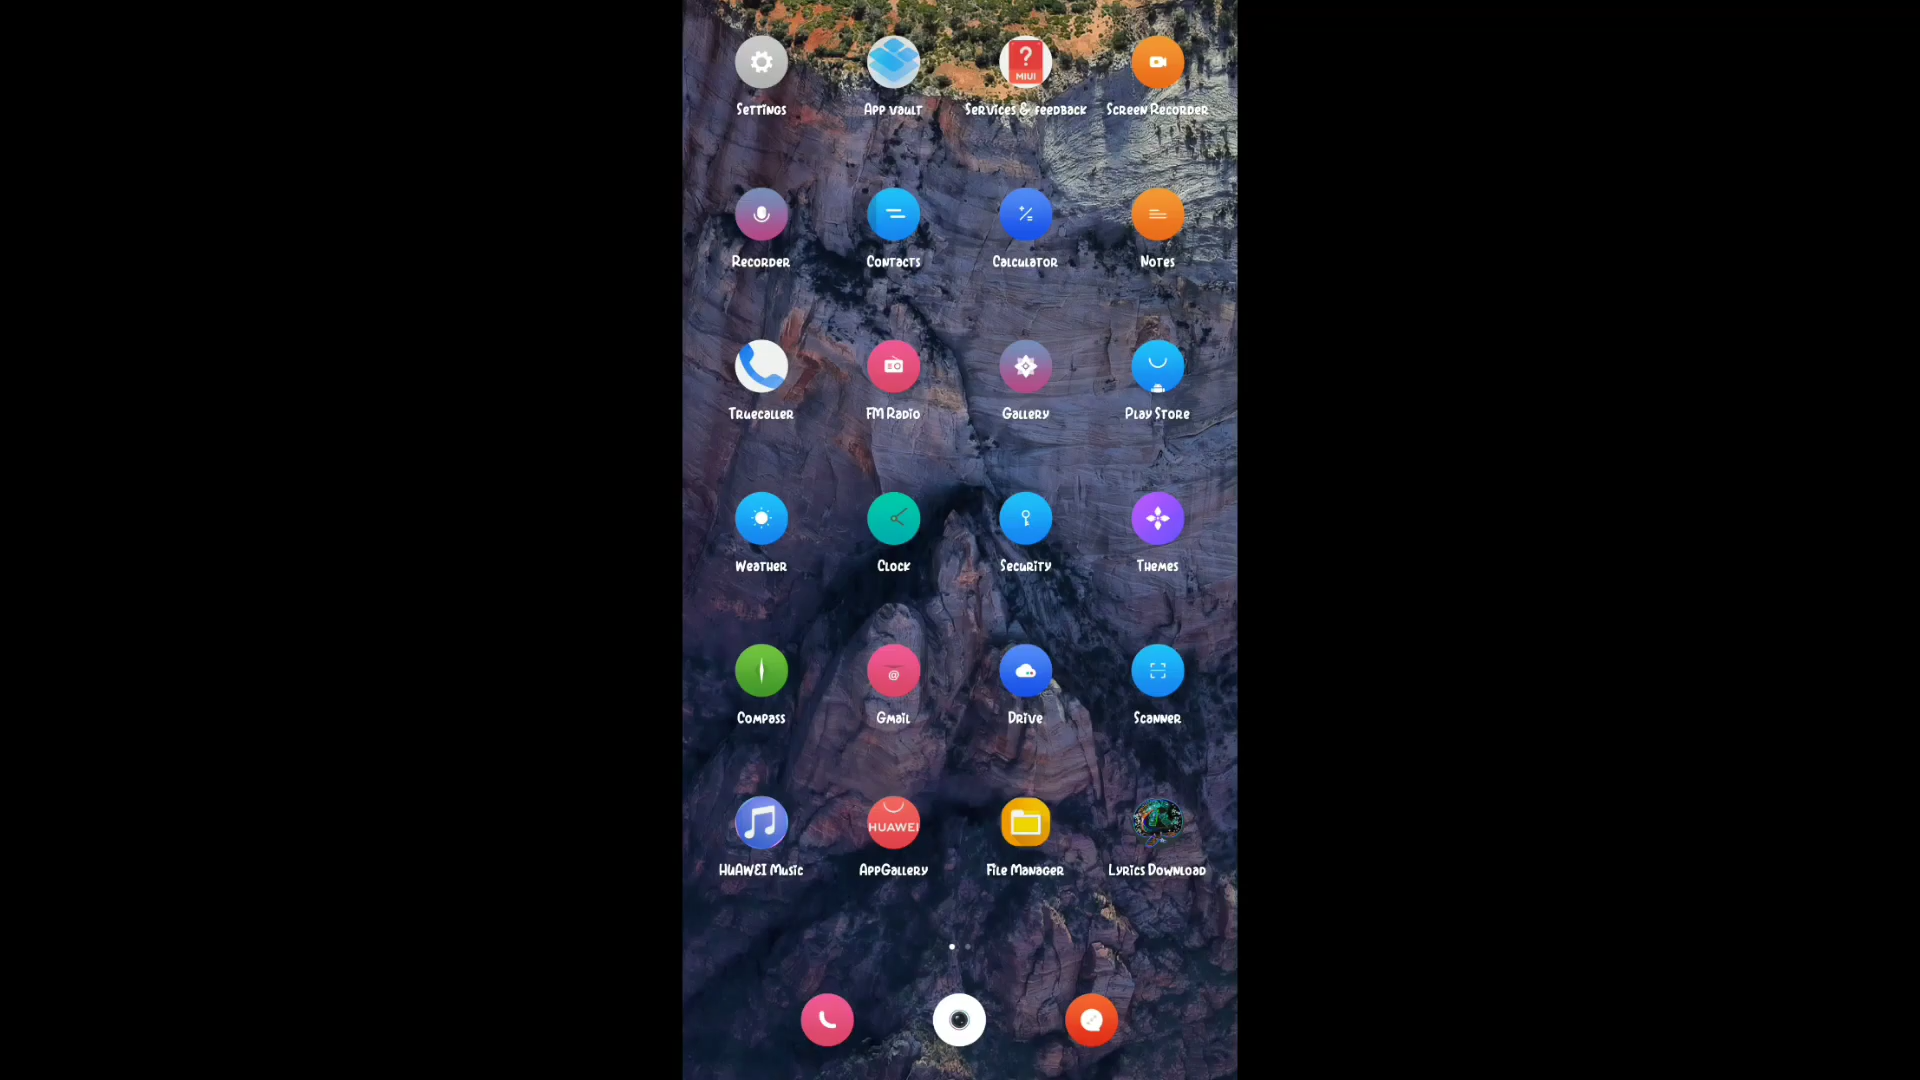 ?
MIUI
Settings
App vault
Services & feedback
Screen Recorder
Recorder
Contacts
Calculator
Notes
Truecaller
FM Radio
Gallery
Play Store
Weather
Clock
Security
Themes
@
Compass
Gmail
Drive
Scanner
HUAWEI
HUAWEI Music
AppGallery
File Manager
Lyrics Download